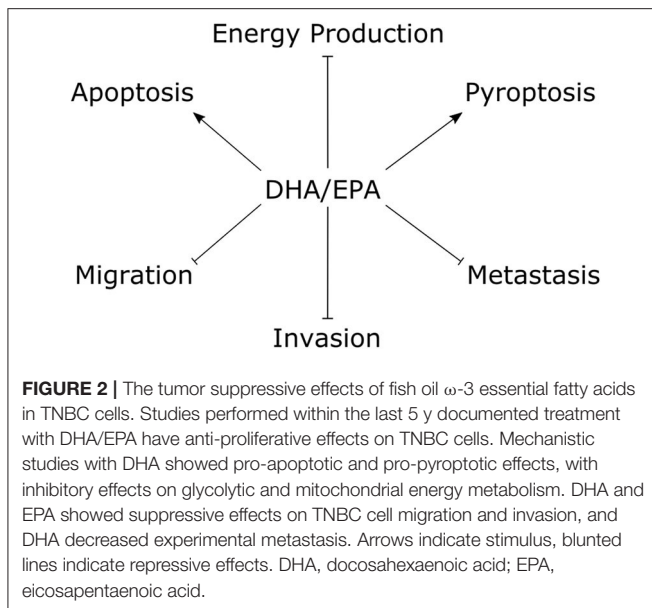 Energy Production
Apoptosis
Pyroptosis
DHA/EPA
Migration
Metastasis
Invasion
FIGURE 2 | The tumor suppressive effects of fish oil ω-3 essential fatty acids
in TNBC cells. Studies performed within the last 5 y documented treatment
with DHA/EPA have anti-proliferative effects on TNBC cells. Mechanistic
studies with DHA showed pro-apoptotic and pro-pyroptotic effects, with
inhibitory effects on glycolytic and mitochondrial energy metabolism. DHA and
EPA showed suppressive effects on TNBC cell migration and invasion, and
DHA decreased experimental metastasis. Arrows indicate stimulus, blunted
lines indicate repressive effects. DHA, docosahexaenoic acid; EPA,
eicosapentaenoic acid.